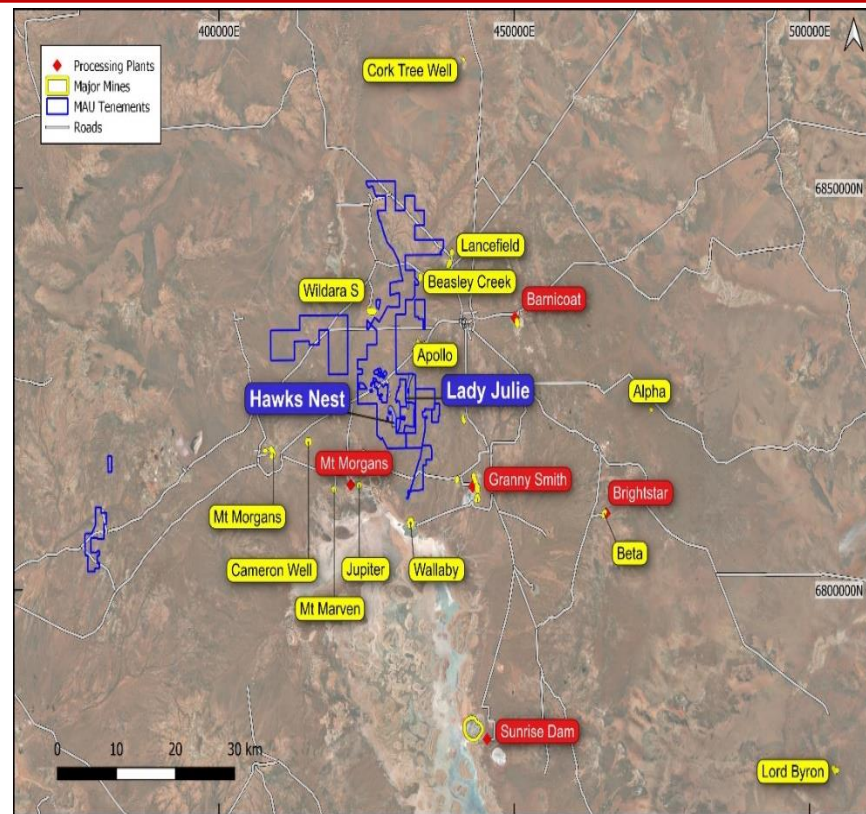 400000E
450000E
500000E
Processing Plants
Major Mines
MAU Tenements
Roads
Cork Tree Well
6850000N
Lancefield
Beasley Creek
Wildara S
Barnicoat
Apollo
Hawks Nest
Lady Julie
Alpha
Mt Morgans
Granny Smith
Brightstar
Mt Morgans
Beta
Cameron Well
Jupiter
Wallaby
6800000N
Mt Marven
Sunrise Dam
0 10 20 30 km
Lord Byron